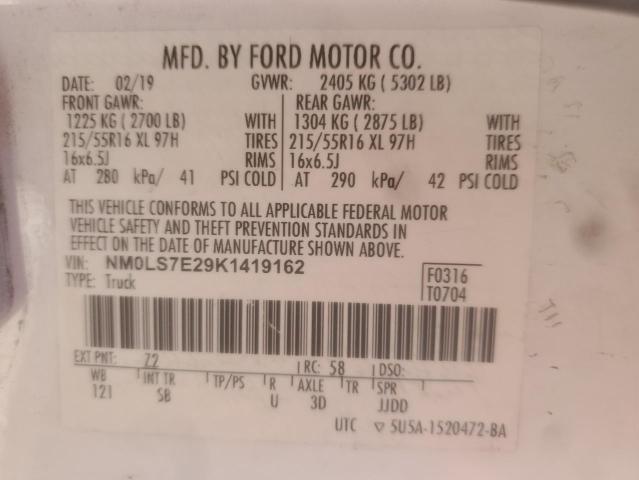 MFD. BY FORD MOTOR CO.
DATE: 02/19 GVWR: 2405 KG ( 5302 LB)
FRONT GAWR: REAR GAWR:
1225 KG ( 2700 LB) WITH 1304 KG ( 2875 LB) WITH
215/55R16 XL 97H TIRES 215/55R16 XL 97H TIRES
16x6.5J RIMS 16x6.5J RIMS
AT 280 kPa/ 41 PSI COLD AT 290 kPa/ 42 PSI COLD
THIS VEHICLE CONFORMS TO ALL APPLICABLE FEDERAL MOTOR
VEHICLE SAFETY AND THEFT PREVENTION STANDARDS IN
EFFECT ON THE DATE OF MANUFACTURE SHOWN ABOVE.
VIN: NM0LS7E29K1419162 F0316
TYPE: Truck T0704
EXT PNT: Z2 RC: 58 DSO:
WB INT TR TP/PS R AXLE TR SPR
121 SB U 3D JJDD
UTC ▽ 5U5A-1520472-BA